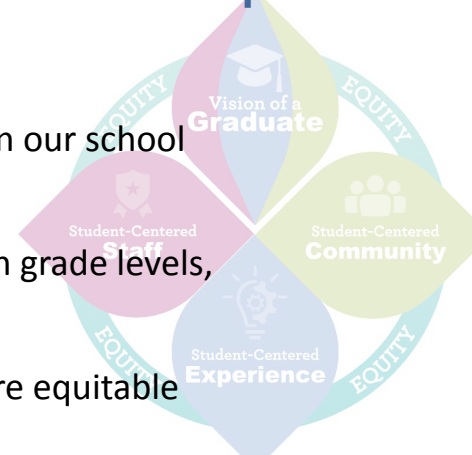 EQUITY
EQUITY
Vision of a
Graduate
n our school
Student-Centered
Staff
Student-Centered
Community
n grade levels,
Student-Centered
Experience
re equitable
EQUITY
EQUITY